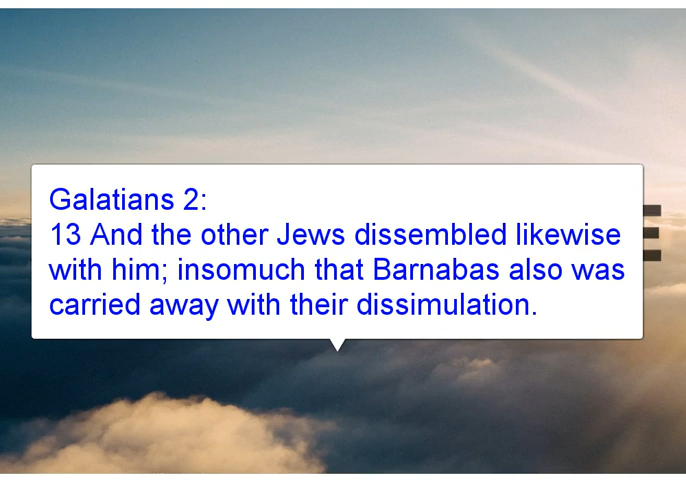 Galatians 2:
13 And the other Jews dissembled likewise
with him; insomuch that Barnabas also was
carried away with their dissimulation.